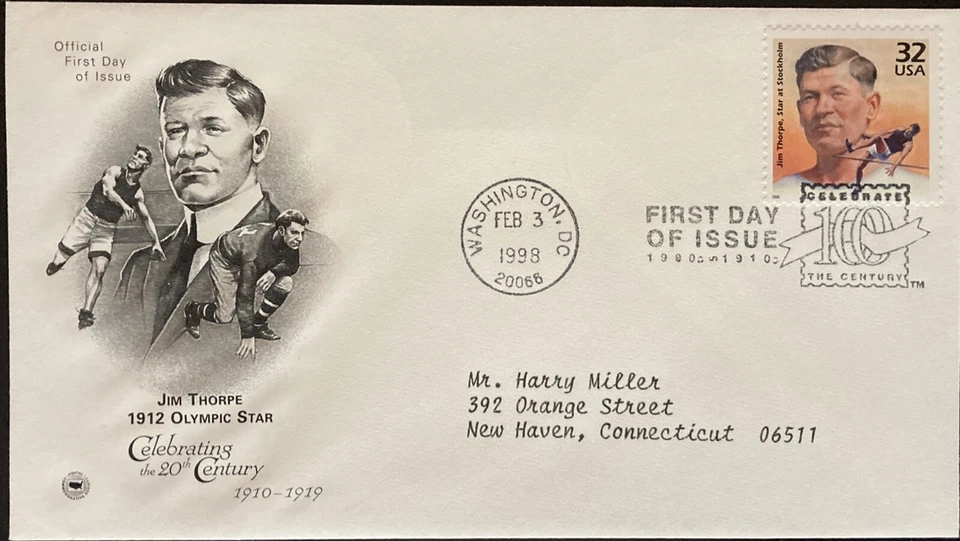 Official
First Day
of Issue
Jim Thorpe, Star at Stockholm
32
USA
WASHINGTON, DC
FEB 3
1998
20066
FIRST DAY
OF ISSUE
CELEBRATE
100
THE CENTURY
TM
Mr. Harry Miller
392 Orange Street
New Haven, Connecticut 06511
JIM THORPE
1912 OLYMPIC STAR
Celebrating
the 20th Century
1910–1919